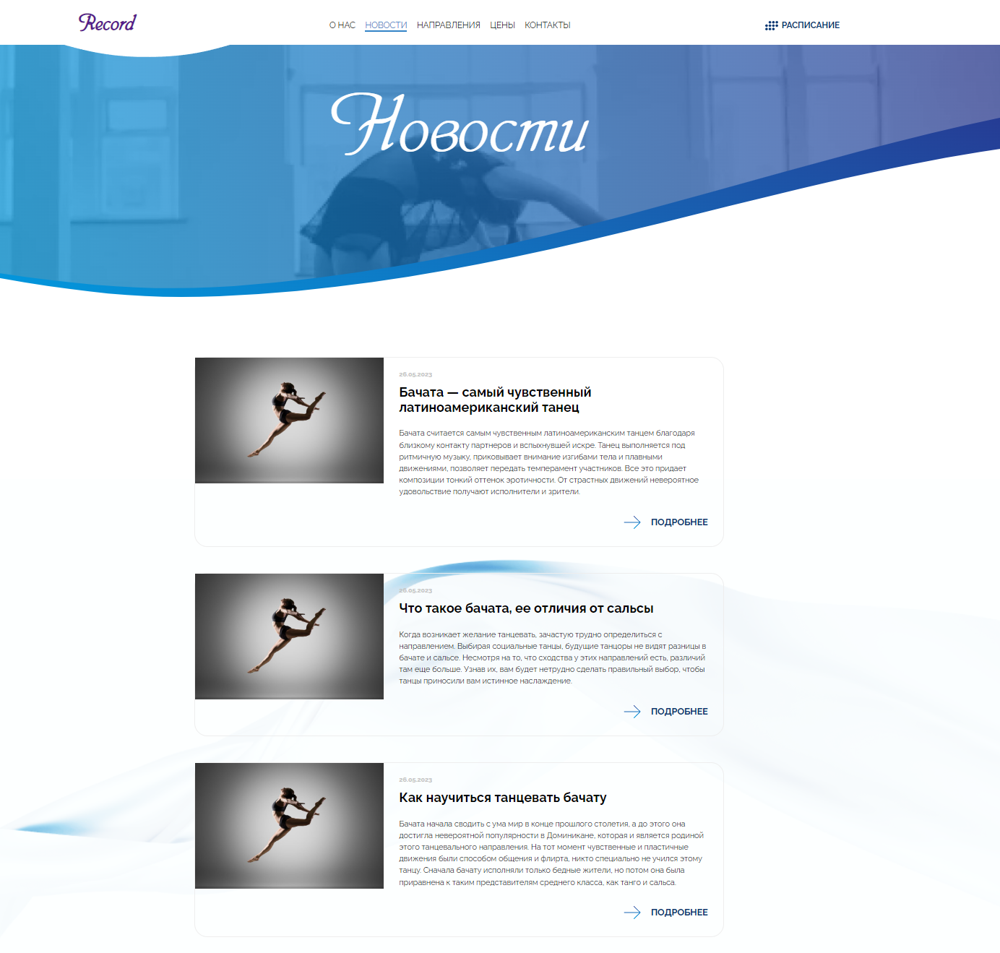 Record
О НАС НОВОСТИ НАПРАВЛЕНИЯ ЦЕНЫ КОНТАКТЫ
РАСПИСАНИЕ
Новости
26.05.2023
Бачата — самый чувственный
латиноамериканский танец
Бачата считается самым чувственным латиноамериканским танцем благодаря
близкому контакту партнеров и вспыхнувшей искре. Танец выполняется под
ритмичную музыку, приковывает внимание изгибами тела и плавными
движениями, позволяет передать темперамент участников. Все это придает
композиции тонкий оттенок эротичности. От страстных движений невероятное
удовольствие получают исполнители и зрители.
ПОДРОБНЕЕ
26.05.2023
Что такое бачата, ее отличия от сальсы
Когда возникает желание танцевать, зачастую трудно определиться с
направлением. Выбирая социальные танцы, будущие танцоры не видят разницы в
бачате и сальсе. Несмотря на то, что сходства у этих направлений есть, различий
там еще больше. Узнав их, вам будет нетрудно сделать правильный выбор, чтобы
танцы приносили вам истинное наслаждение.
ПОДРОБНЕЕ
26.05.2023
Как научиться танцевать бачату
Бачата начала сводить с ума мир в конце прошлого столетия, а до этого она
достигла невероятной популярности в Доминикане, которая и является родиной
этого танцевального направления. На тот момент чувственные и пластичные
движения были способом общения и флирта, никто специально не учился этому
танцу. Сначала бачату исполняли только бедные жители, но потом она была
приравнена к таким представителям среднего класса, как танго и сальса.
ПОДРОБНЕЕ